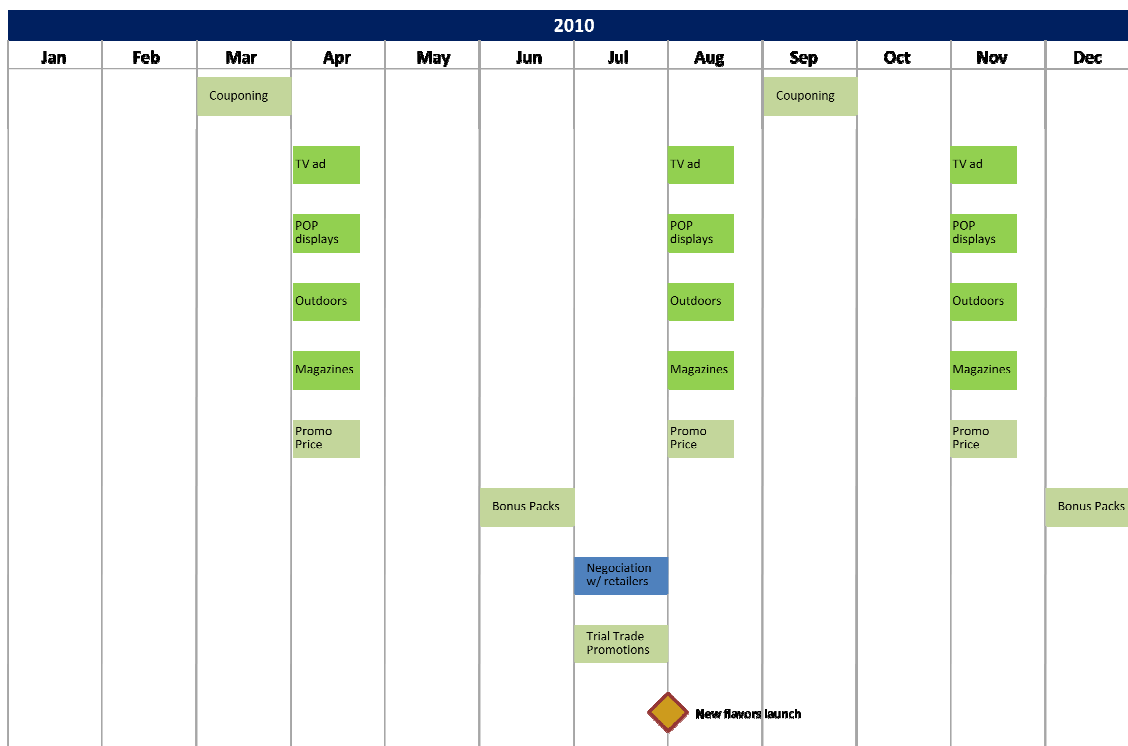 2010
Jan Feb Mar Apr May Jun Jul Aug Sep Oct Nov Dec
Couponing Couponing
TV ad TV ad TV ad
POP POP POP
displays displays displays
Outdoors Outdoors Outdoors
Magazines Magazines Magazines
Promo Promo Promo
Price Price Price
Bonus Packs Bonus Packs
Negociation
w/ retailers
Trial Trade
Promotions
New flavors launch